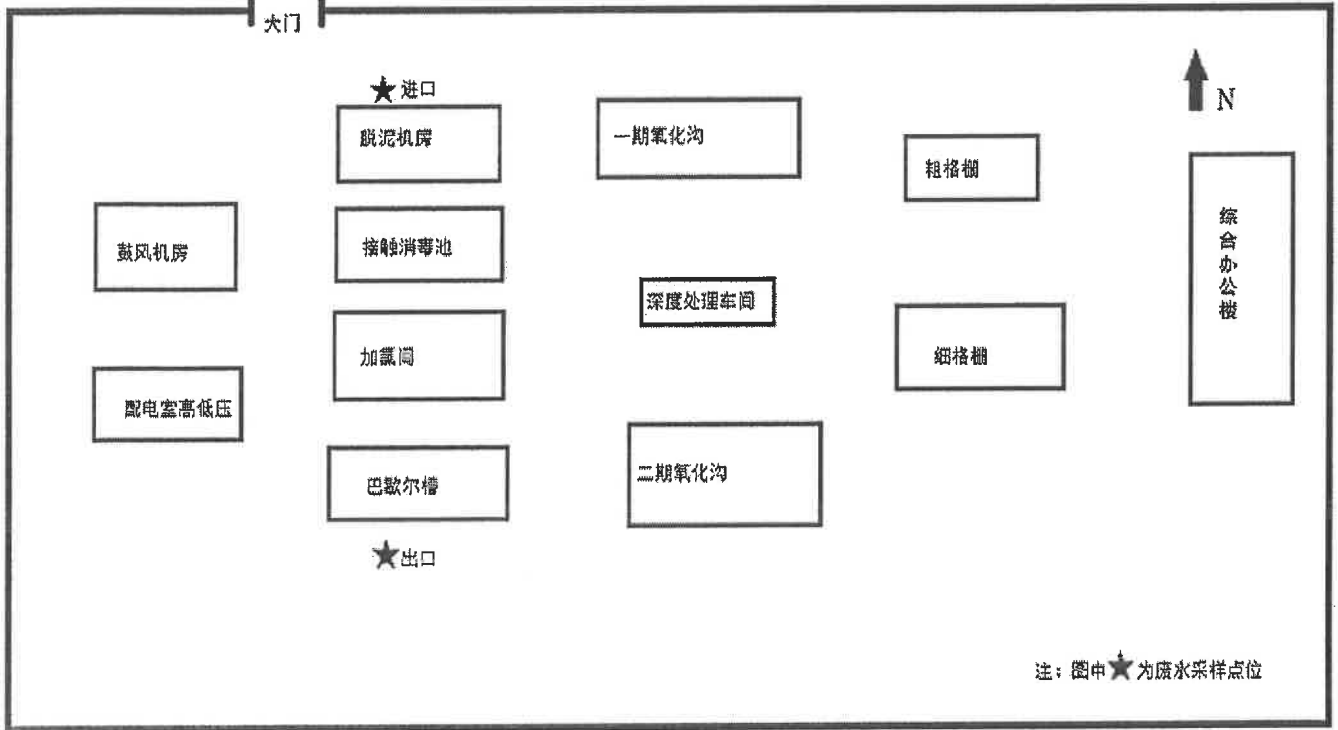 大门
★进口
N
脱泥机房
一期氧化沟
粗格栅
综合办公楼
鼓风机房
接触消毒池
深度处理车间
加氯间
细格栅
配电室高低压
巴歇尔槽
二期氧化沟
★出口
注：图中★为废水采样点位